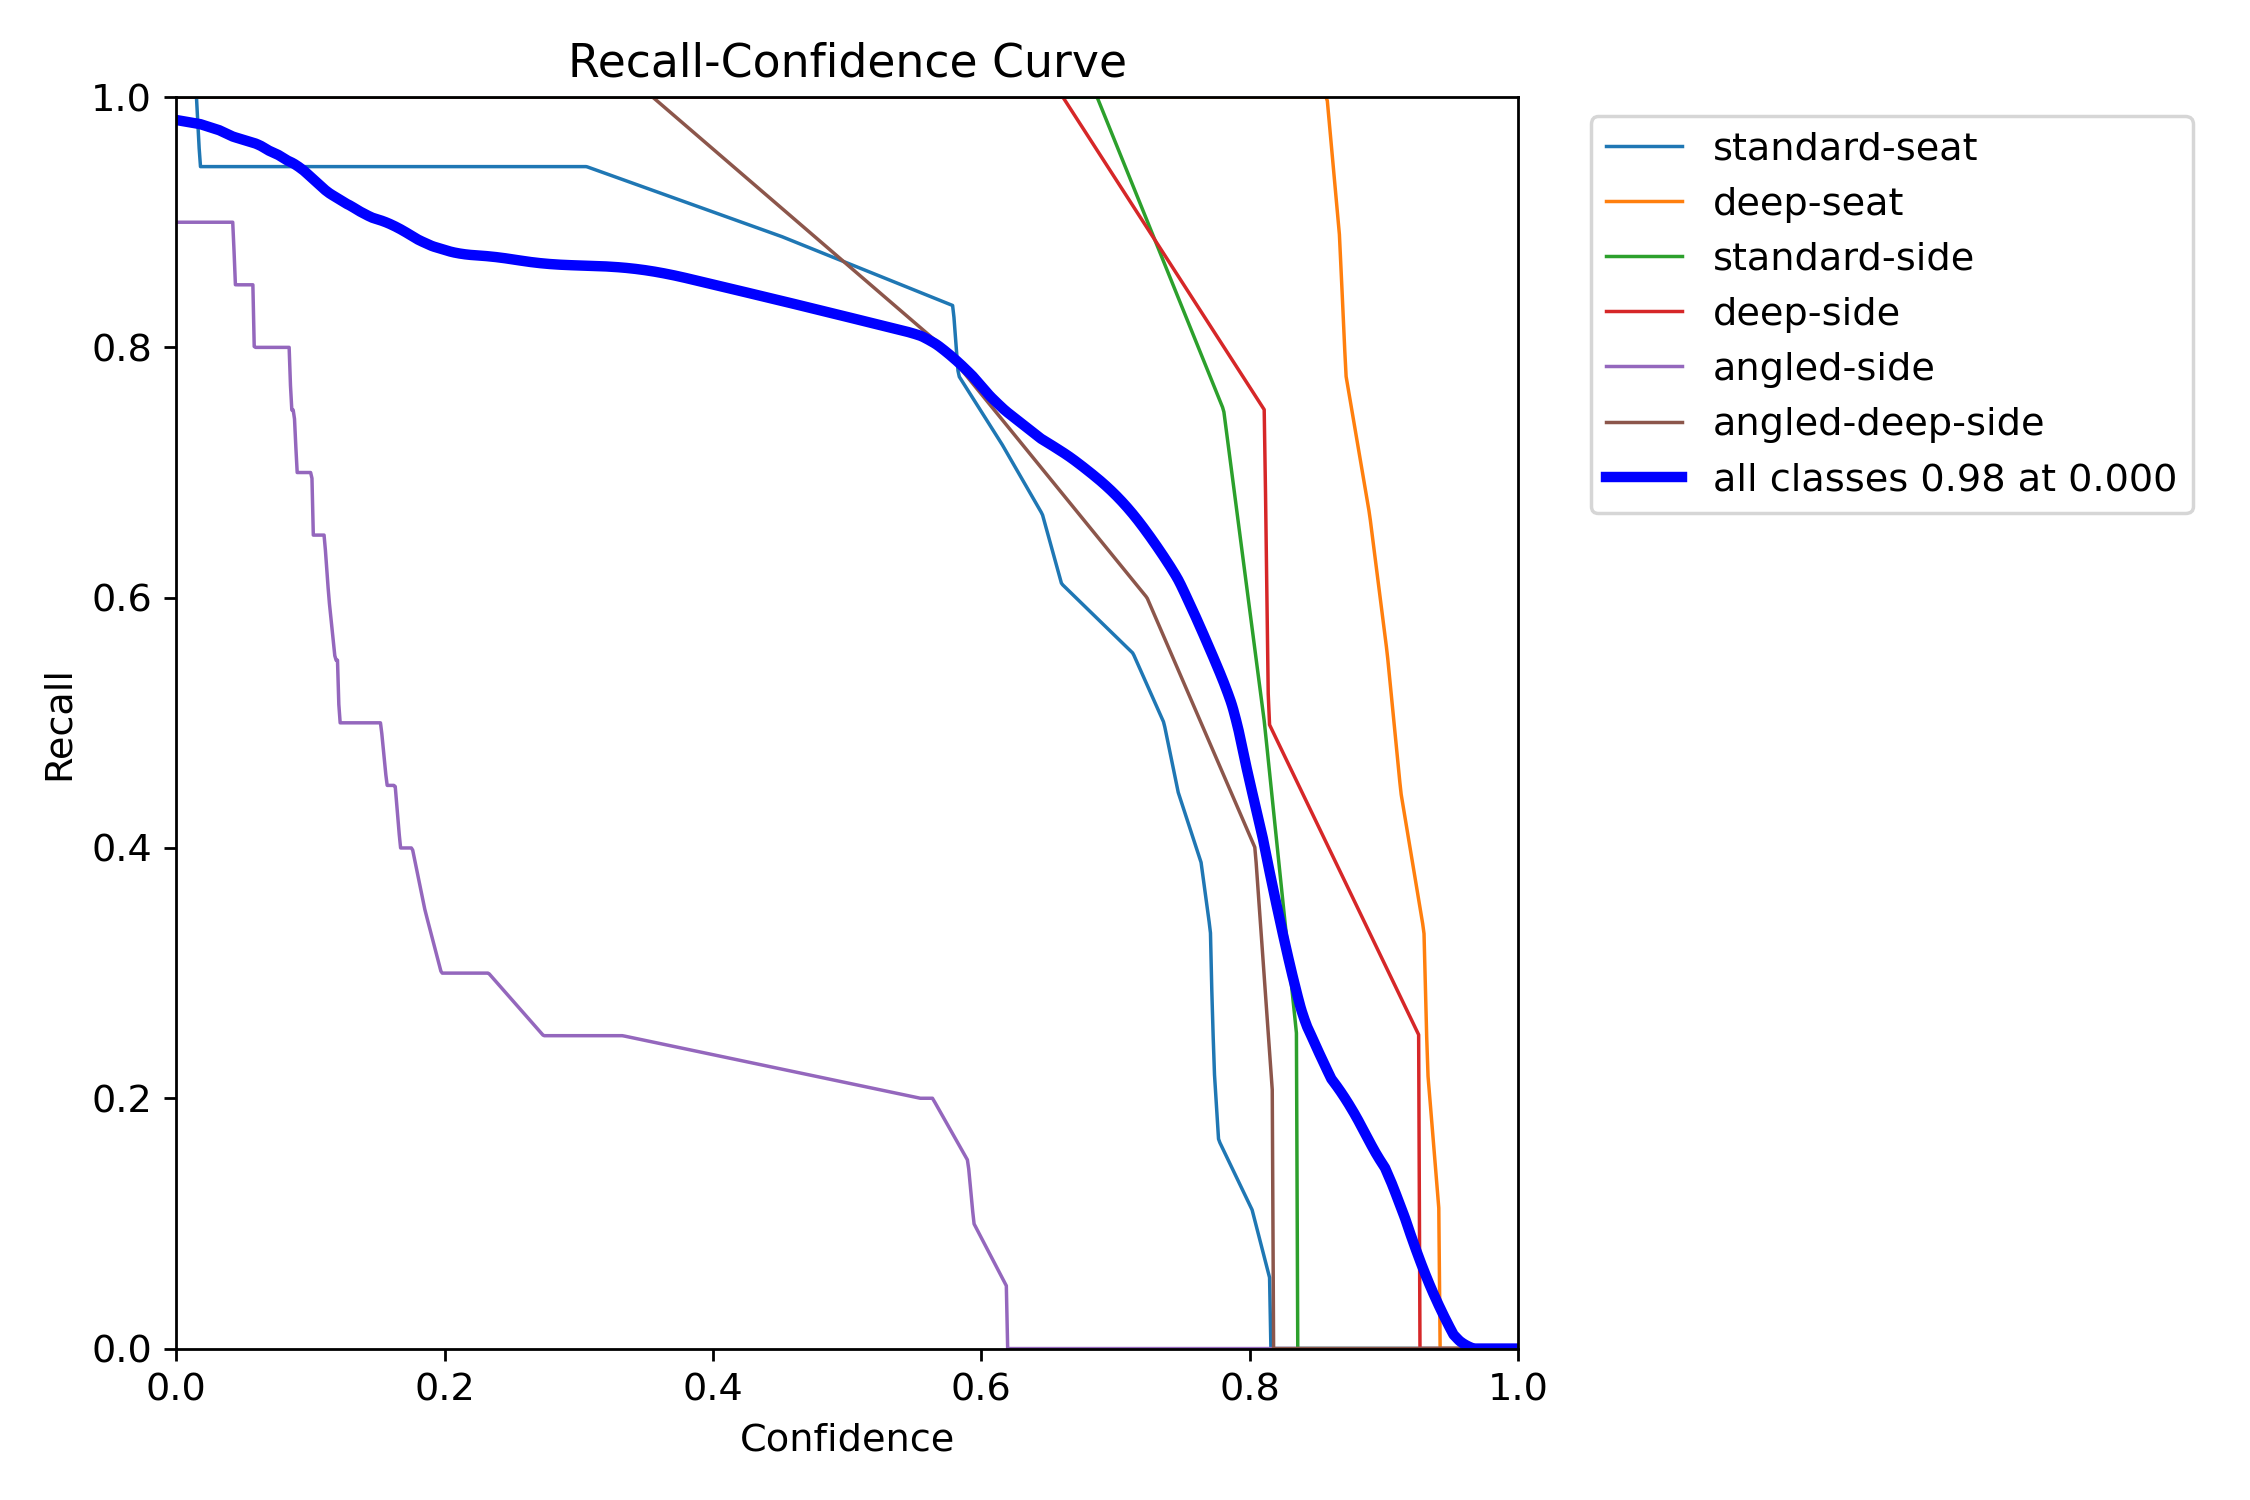 Recall-Confidence Curve
1.0
0.8
0.6
0.4
0.2
0.0
Recall
0.0 0.2 0.4 0.6 0.8 1.0
Confidence
standard-seat
deep-seat
standard-side
deep-side
angled-side
angled-deep-side
all classes 0.98 at 0.000